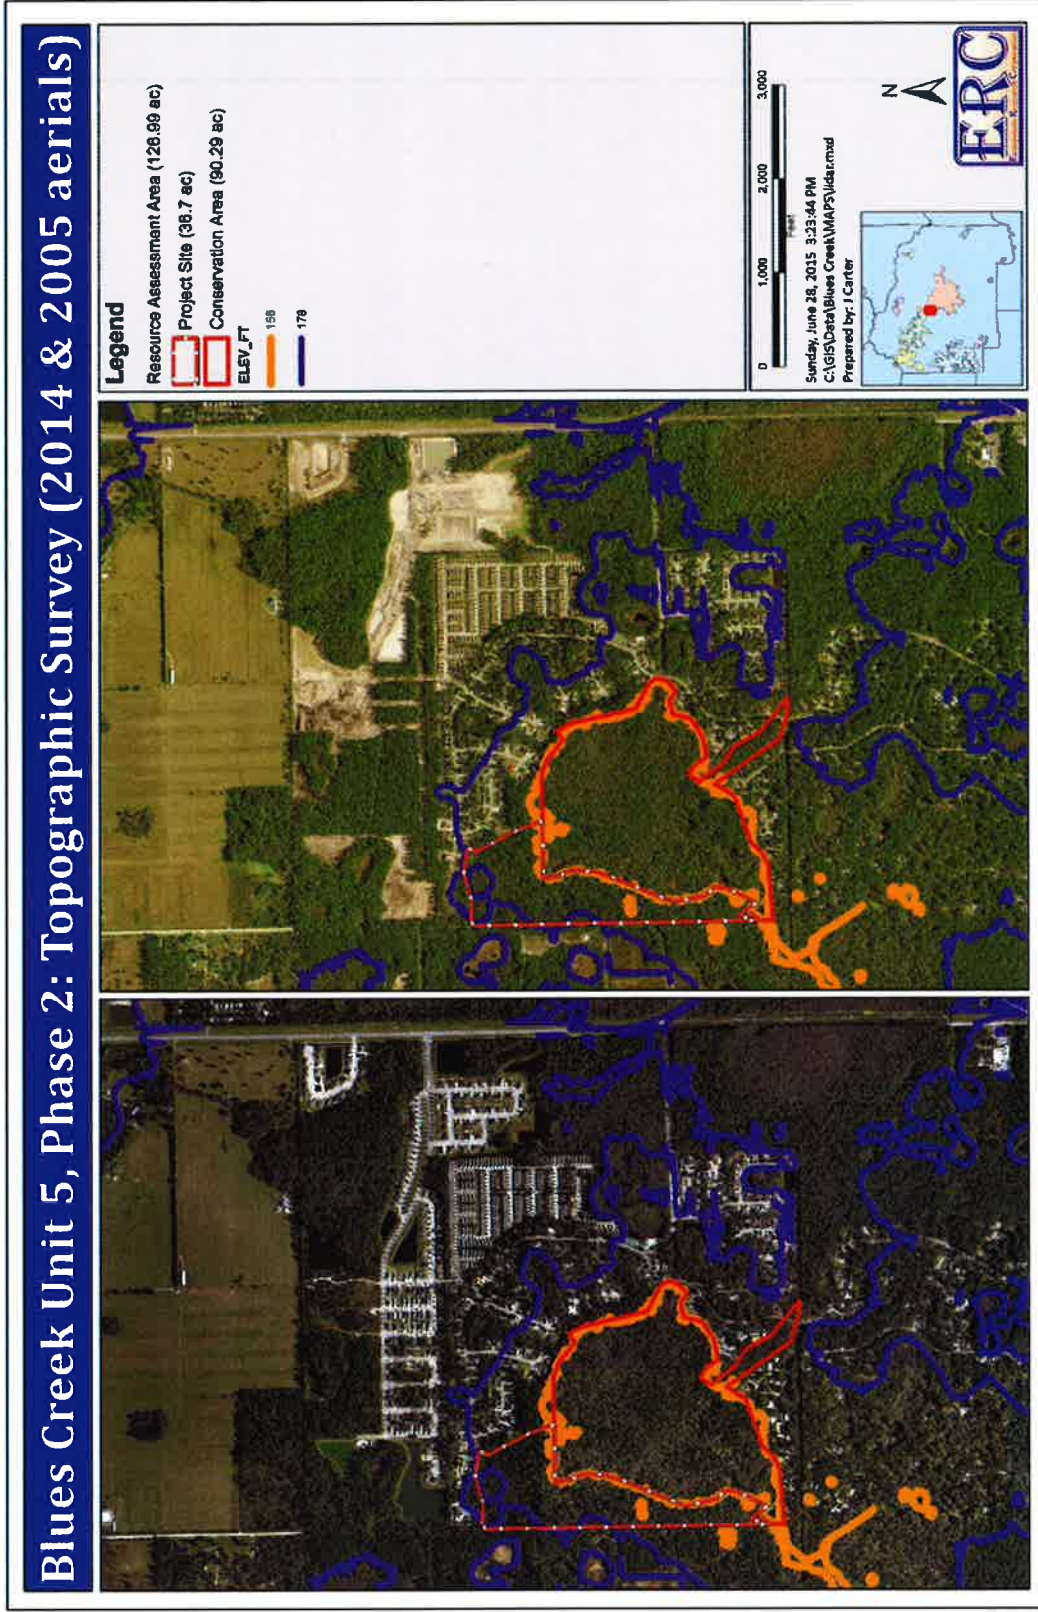 Blues Creek Unit 5, Phase 2: Topographic Survey (2014 & 2005 aerials)
Legend
Resource Assessment Area (126.99 ac)
Project Site (36.7 ac)
Conservation Area (90.29 ac)
ELEV_FT
158
178
0 1,000 2,000 3,000
Feet
Sunday, June 28, 2015 3:23:44 PM
C:\GIS\Data\Blues Creek\MAPS\lidar.mxd
Prepared by: J Carter
N
ERC